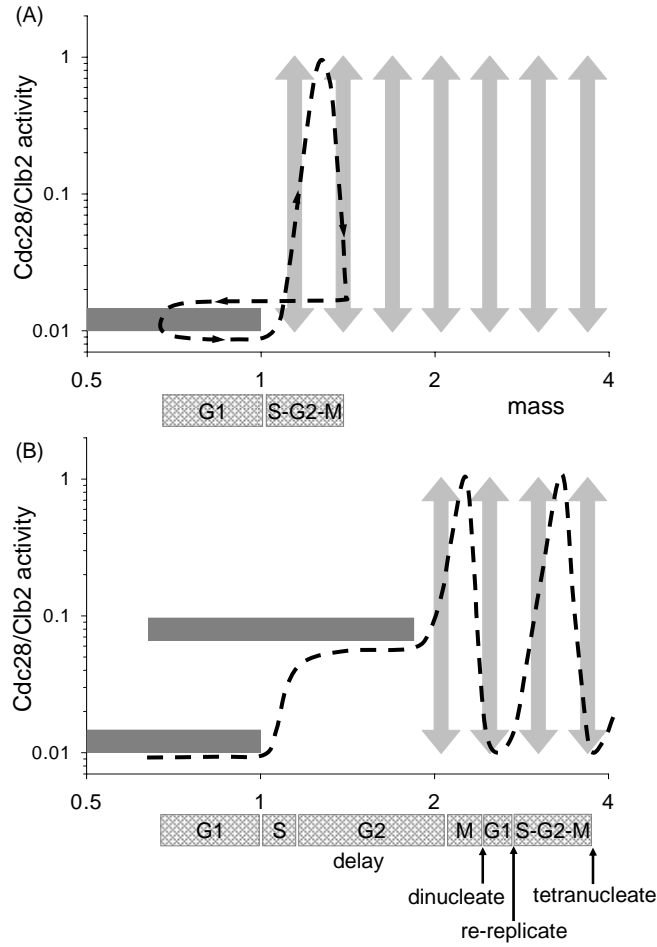 (A)
Cdc28/Clb2 activity
1
0.1
0.01
0.5 1 2 4
mass
G1 S-G2-M
(B)
Cdc28/Clb2 activity
1
0.1
0.01
0.5 1 2 4
G1 S G2 M G1 S-G2-M
delay
dinucleate tetranucleate
re-replicate